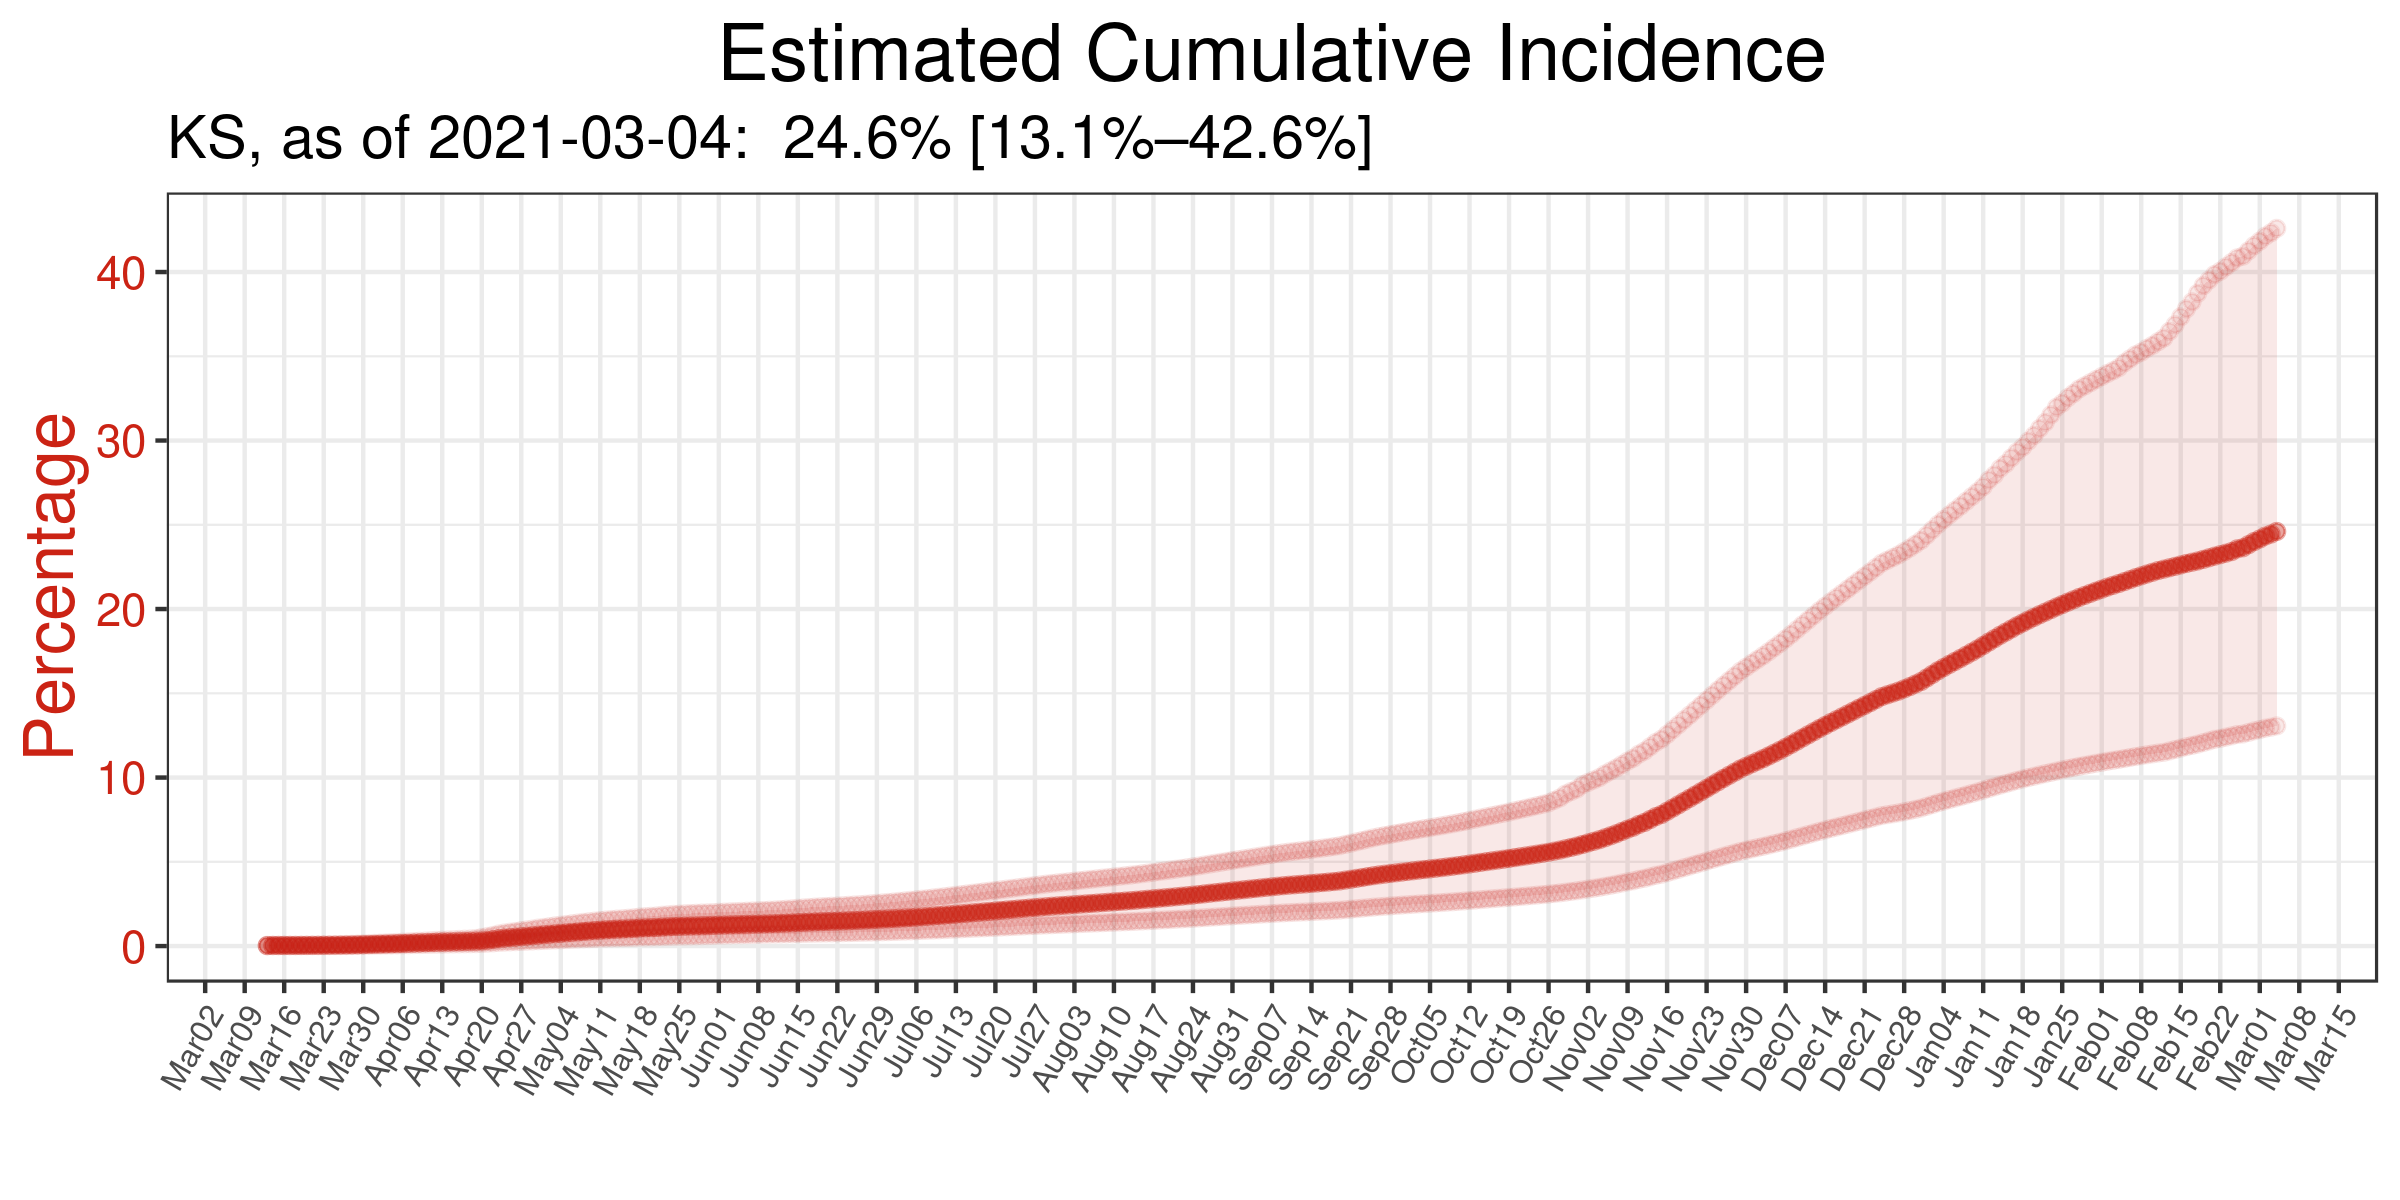 Estimated Cumulative Incidence
KS, as of 2021-03-04:  24.6% [13.1%–42.6%]
Percentage
40
30
20
10
0
Mar02
Mar09
Mar16
Mar23
Mar30
Apr06
Apr13
Apr20
Apr27
May04
May11
May18
May25
Jun01
Jun08
Jun15
Jun22
Jun29
Jul06
Jul13
Jul20
Jul27
Aug03
Aug10
Aug17
Aug24
Aug31
Sep07
Sep14
Sep21
Sep28
Oct05
Oct12
Oct19
Oct26
Nov02
Nov09
Nov16
Nov23
Nov30
Dec07
Dec14
Dec21
Dec28
Jan04
Jan11
Jan18
Jan25
Feb01
Feb08
Feb15
Feb22
Mar01
Mar08
Mar15